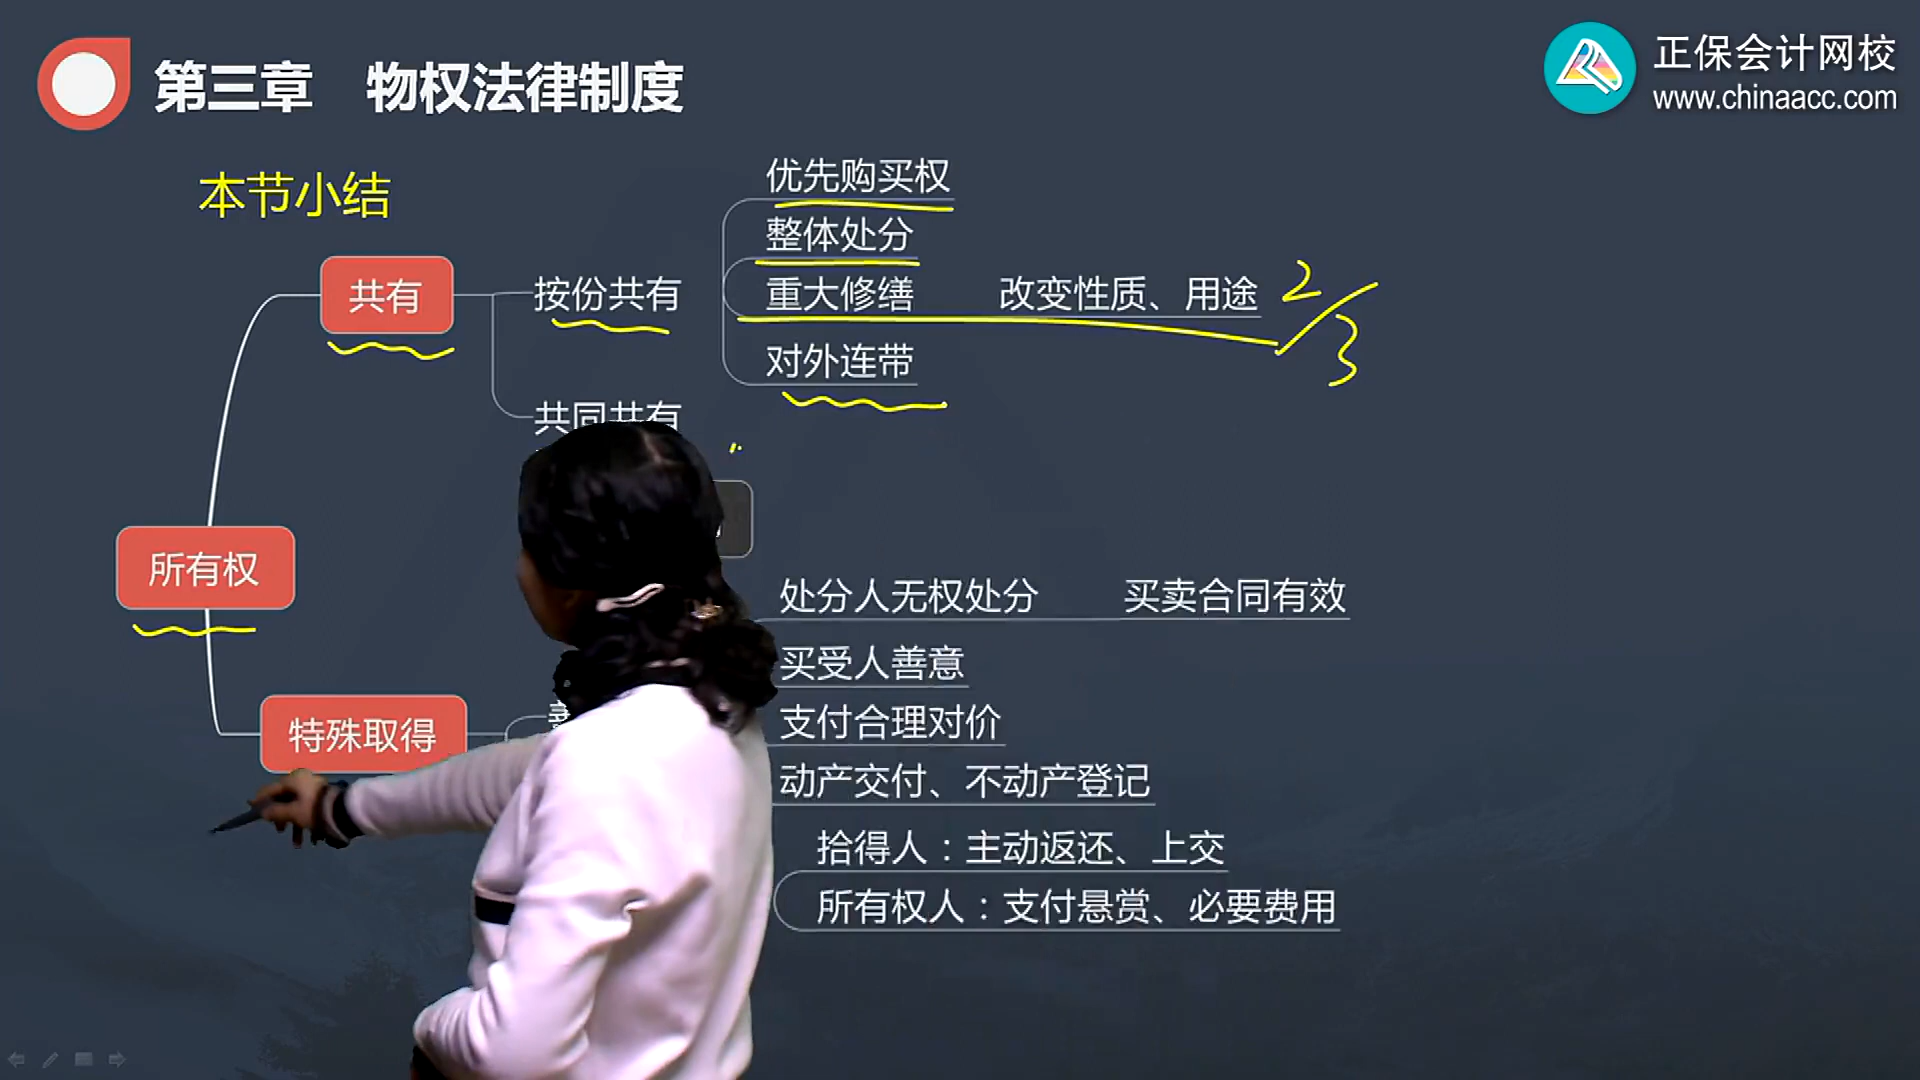 第三章 物权法律制度
正保会计网校
www.chinaacc.com
本节小结
优先购买权
整体处分
共有
按份共有
重大修缮 改变性质、用途 2/3
对外连带
共同共有
所有权
处分人无权处分 买卖合同有效
买受人善意
特殊取得
支付合理对价
动产交付、不动产登记
拾得人：主动返还、上交
所有权人：支付悬赏、必要费用